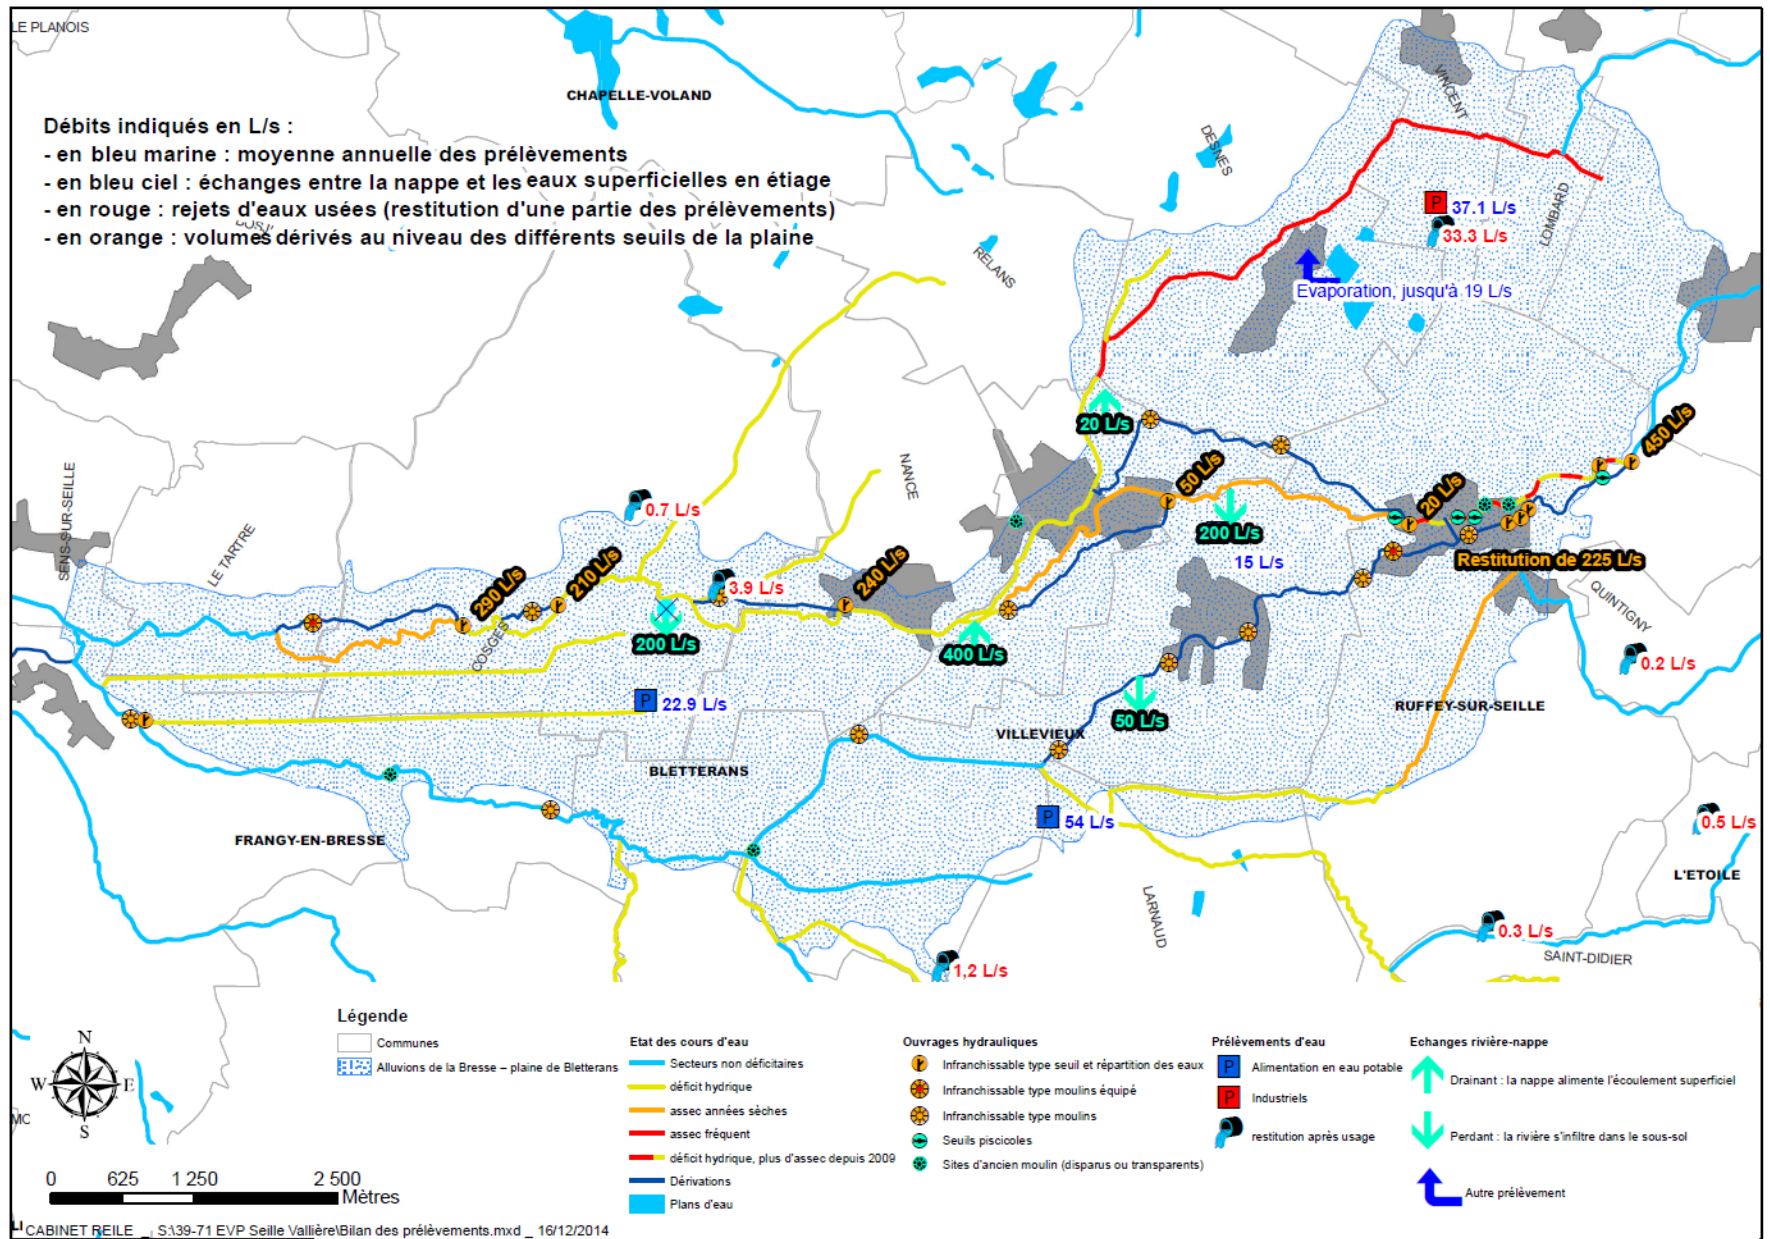 LE PLANOIS
CHAPELLE-VOLAND
Débits indiqués en L/s :
- en bleu marine : moyenne annuelle des prélèvements
- en bleu ciel : échanges entre la nappe et les eaux superficielles en étiage
- en rouge : rejets d'eaux usées (restitution d'une partie des prélèvements)
- en orange : volumes dérivés au niveau des différents seuils de la plaine
VINCENT
DESNES
LOMBARD
RELANS
37.1 L/s
33.3 L/s
Evaporation, jusqu'à 19 L/s
20 L/s
450 L/s
NANCE
50 L/s
20 L/s
SENS-SUR-SEILLE
LE TARTRE
0.7 L/s
200 L/s
15 L/s
Restitution de 225 L/s
290 L/s
210 L/s
3.9 L/s
240 L/s
QUINTIGNY
COSGES
200 L/s
400 L/s
0.2 L/s
22.9 L/s
50 L/s
RUFFEY-SUR-SEILLE
VILLEVIEUX
BLETTERANS
54 L/s
0.5 L/s
FRANGY-EN-BRESSE
L'ETOILE
LARNAUD
0.3 L/s
SAINT-DIDIER
1,2 L/s
Légende
Communes
Alluvions de la Bresse – plaine de Bletterans
Etat des cours d'eau
Secteurs non déficitaires
déficit hydrique
assec années sèches
assec fréquent
déficit hydrique, plus d'assec depuis 2009
Dérivations
Plans d'eau
Ouvrages hydrauliques
Infranchissable type seuil et répartition des eaux
Infranchissable type moulins équipé
Infranchissable type moulins
Seuils piscicoles
Sites d'ancien moulin (disparus ou transparents)
Prélèvements d'eau
P Alimentation en eau potable
P Industriels
restitution après usage
Echanges rivière-nappe
Drainant : la nappe alimente l'écoulement superficiel
Perdant : la rivière s'infiltre dans le sous-sol
Autre prélèvement
N
W E
S
MC
0 625 1 250 2 500
Mètres
LI CABINET REILE _ S:\39-71 EVP Seille Vallière\Bilan des prélèvements.mxd _ 16/12/2014